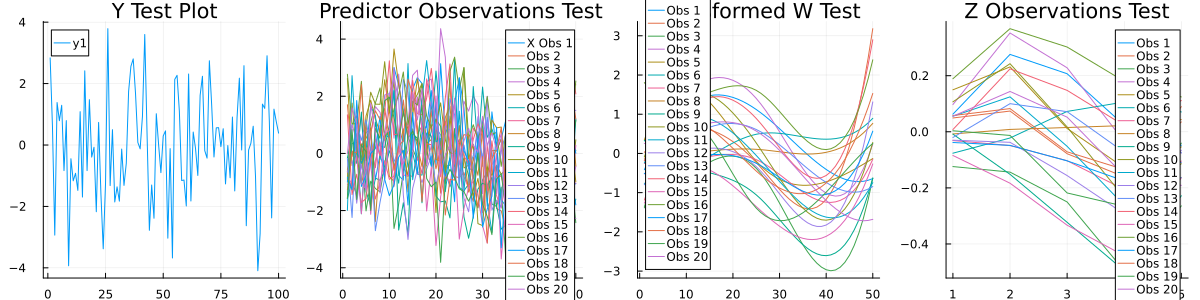 Y Test Plot
y1
4
2
0
−2
−4
0 25 50 75 100
Predictor Observations Test
X Obs 1
Obs 2
Obs 3
Obs 4
Obs 5
Obs 6
Obs 7
Obs 8
Obs 9
Obs 10
Obs 11
Obs 12
Obs 13
Obs 14
Obs 15
Obs 16
Obs 17
Obs 18
Obs 19
Obs 20
4
2
0
−2
−4
0 10 20 30
0
formed W Test
Obs 1
Obs 2
Obs 3
Obs 4
Obs 5
Obs 6
Obs 7
Obs 8
Obs 9
Obs 10
Obs 11
Obs 12
Obs 13
Obs 14
Obs 15
Obs 16
Obs 17
Obs 18
Obs 19
Obs 20
3
2
1
0
−1
−2
−3
0 10 20 30 40 50
Z Observations Test
Obs 1
Obs 2
Obs 3
Obs 4
Obs 5
Obs 6
Obs 7
Obs 8
Obs 9
Obs 10
Obs 11
Obs 12
Obs 13
Obs 14
Obs 15
Obs 16
Obs 17
Obs 18
Obs 19
Obs 20
0.2
0.0
−0.2
−0.4
1 2 3